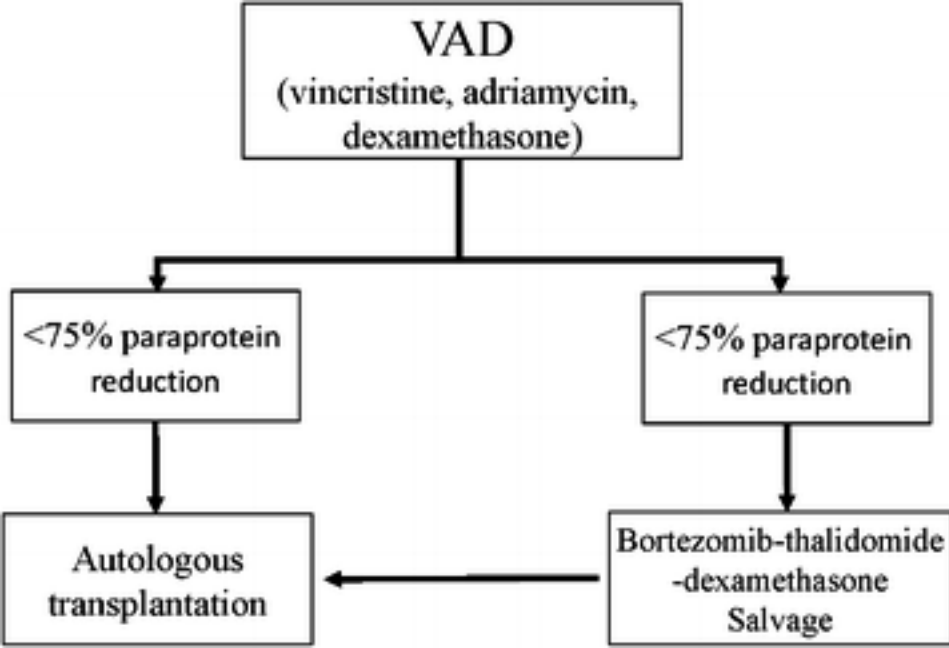 VAD
(vincristine, adriamycin,
dexamethasone)
<75% paraprotein
reduction
<75% paraprotein
reduction
Autologous
transplantation
Bortezomib-thalidomide
-dexamethasone
Salvage